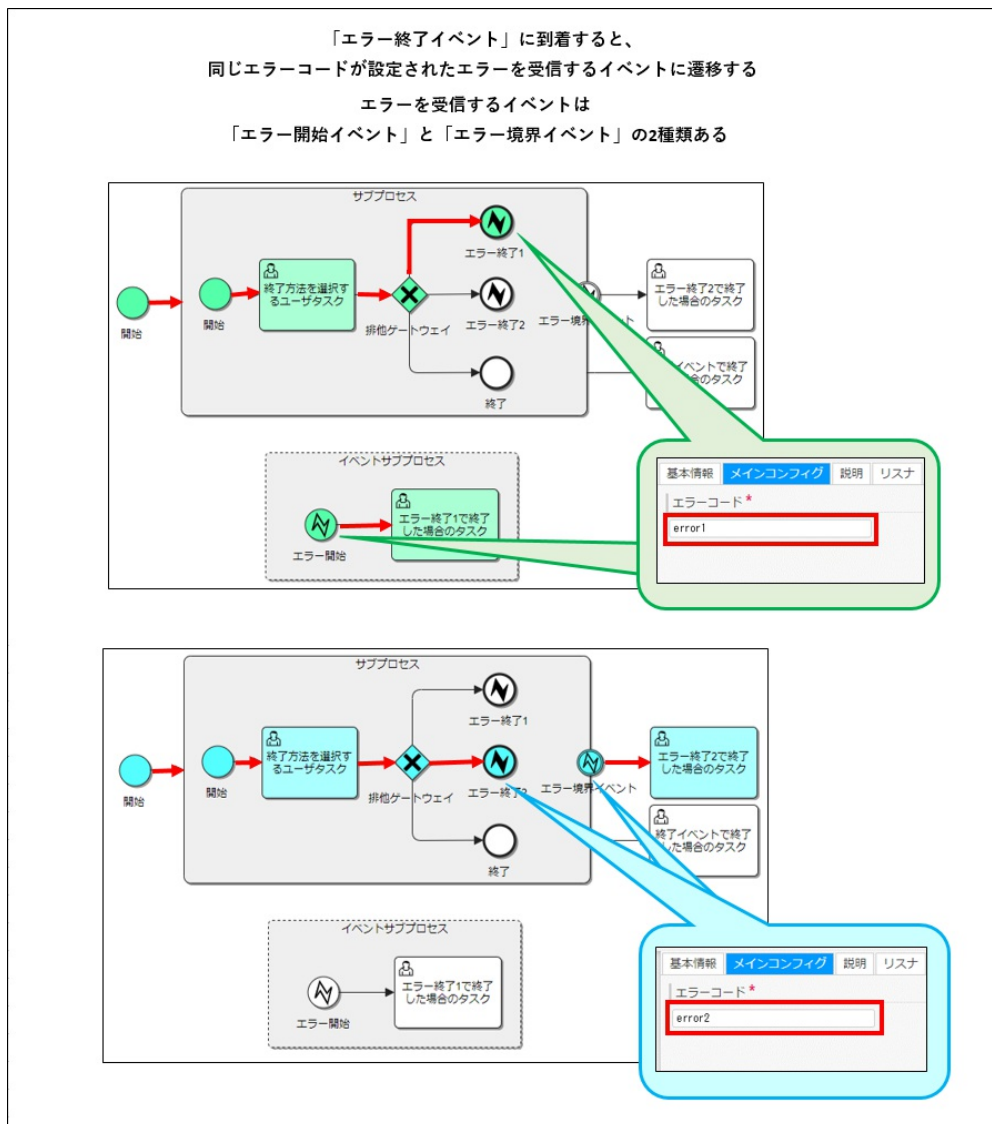 「エラー終了イベント」に到着すると、
同じエラーコードが設定されたエラーを受信するイベントに遷移する
エラーを受信するイベントは
「エラー開始イベント」と「エラー境界イベント」の2種類ある
サブプロセス
エラー終了1
終了方法を選択す
るユーザタスク
開始
開始
排他ゲートウェイ
エラー終了2
エラー境界
ント
エラー終了2で終了
した場合のタスク
イベントで終了
場合のタスク
終了
イベントサブプロセス
エラー終了1で終了
した場合のタスク
エラー開始
基本情報
メインコンフィグ
説明
リスナ
エラーコード*
error1
サブプロセス
エラー終了1
終了方法を選択す
るユーザタスク
開始
開始
排他ゲートウェイ
エラー終了2
エラー境界イベント
エラー終了2で終了
した場合のタスク
終了イベントで終了
した場合のタスク
終了
イベントサブプロセス
エラー終了1で終了
した場合のタスク
エラー開始
基本情報
メインコンフィグ
説明
リスナ
エラーコード*
error2